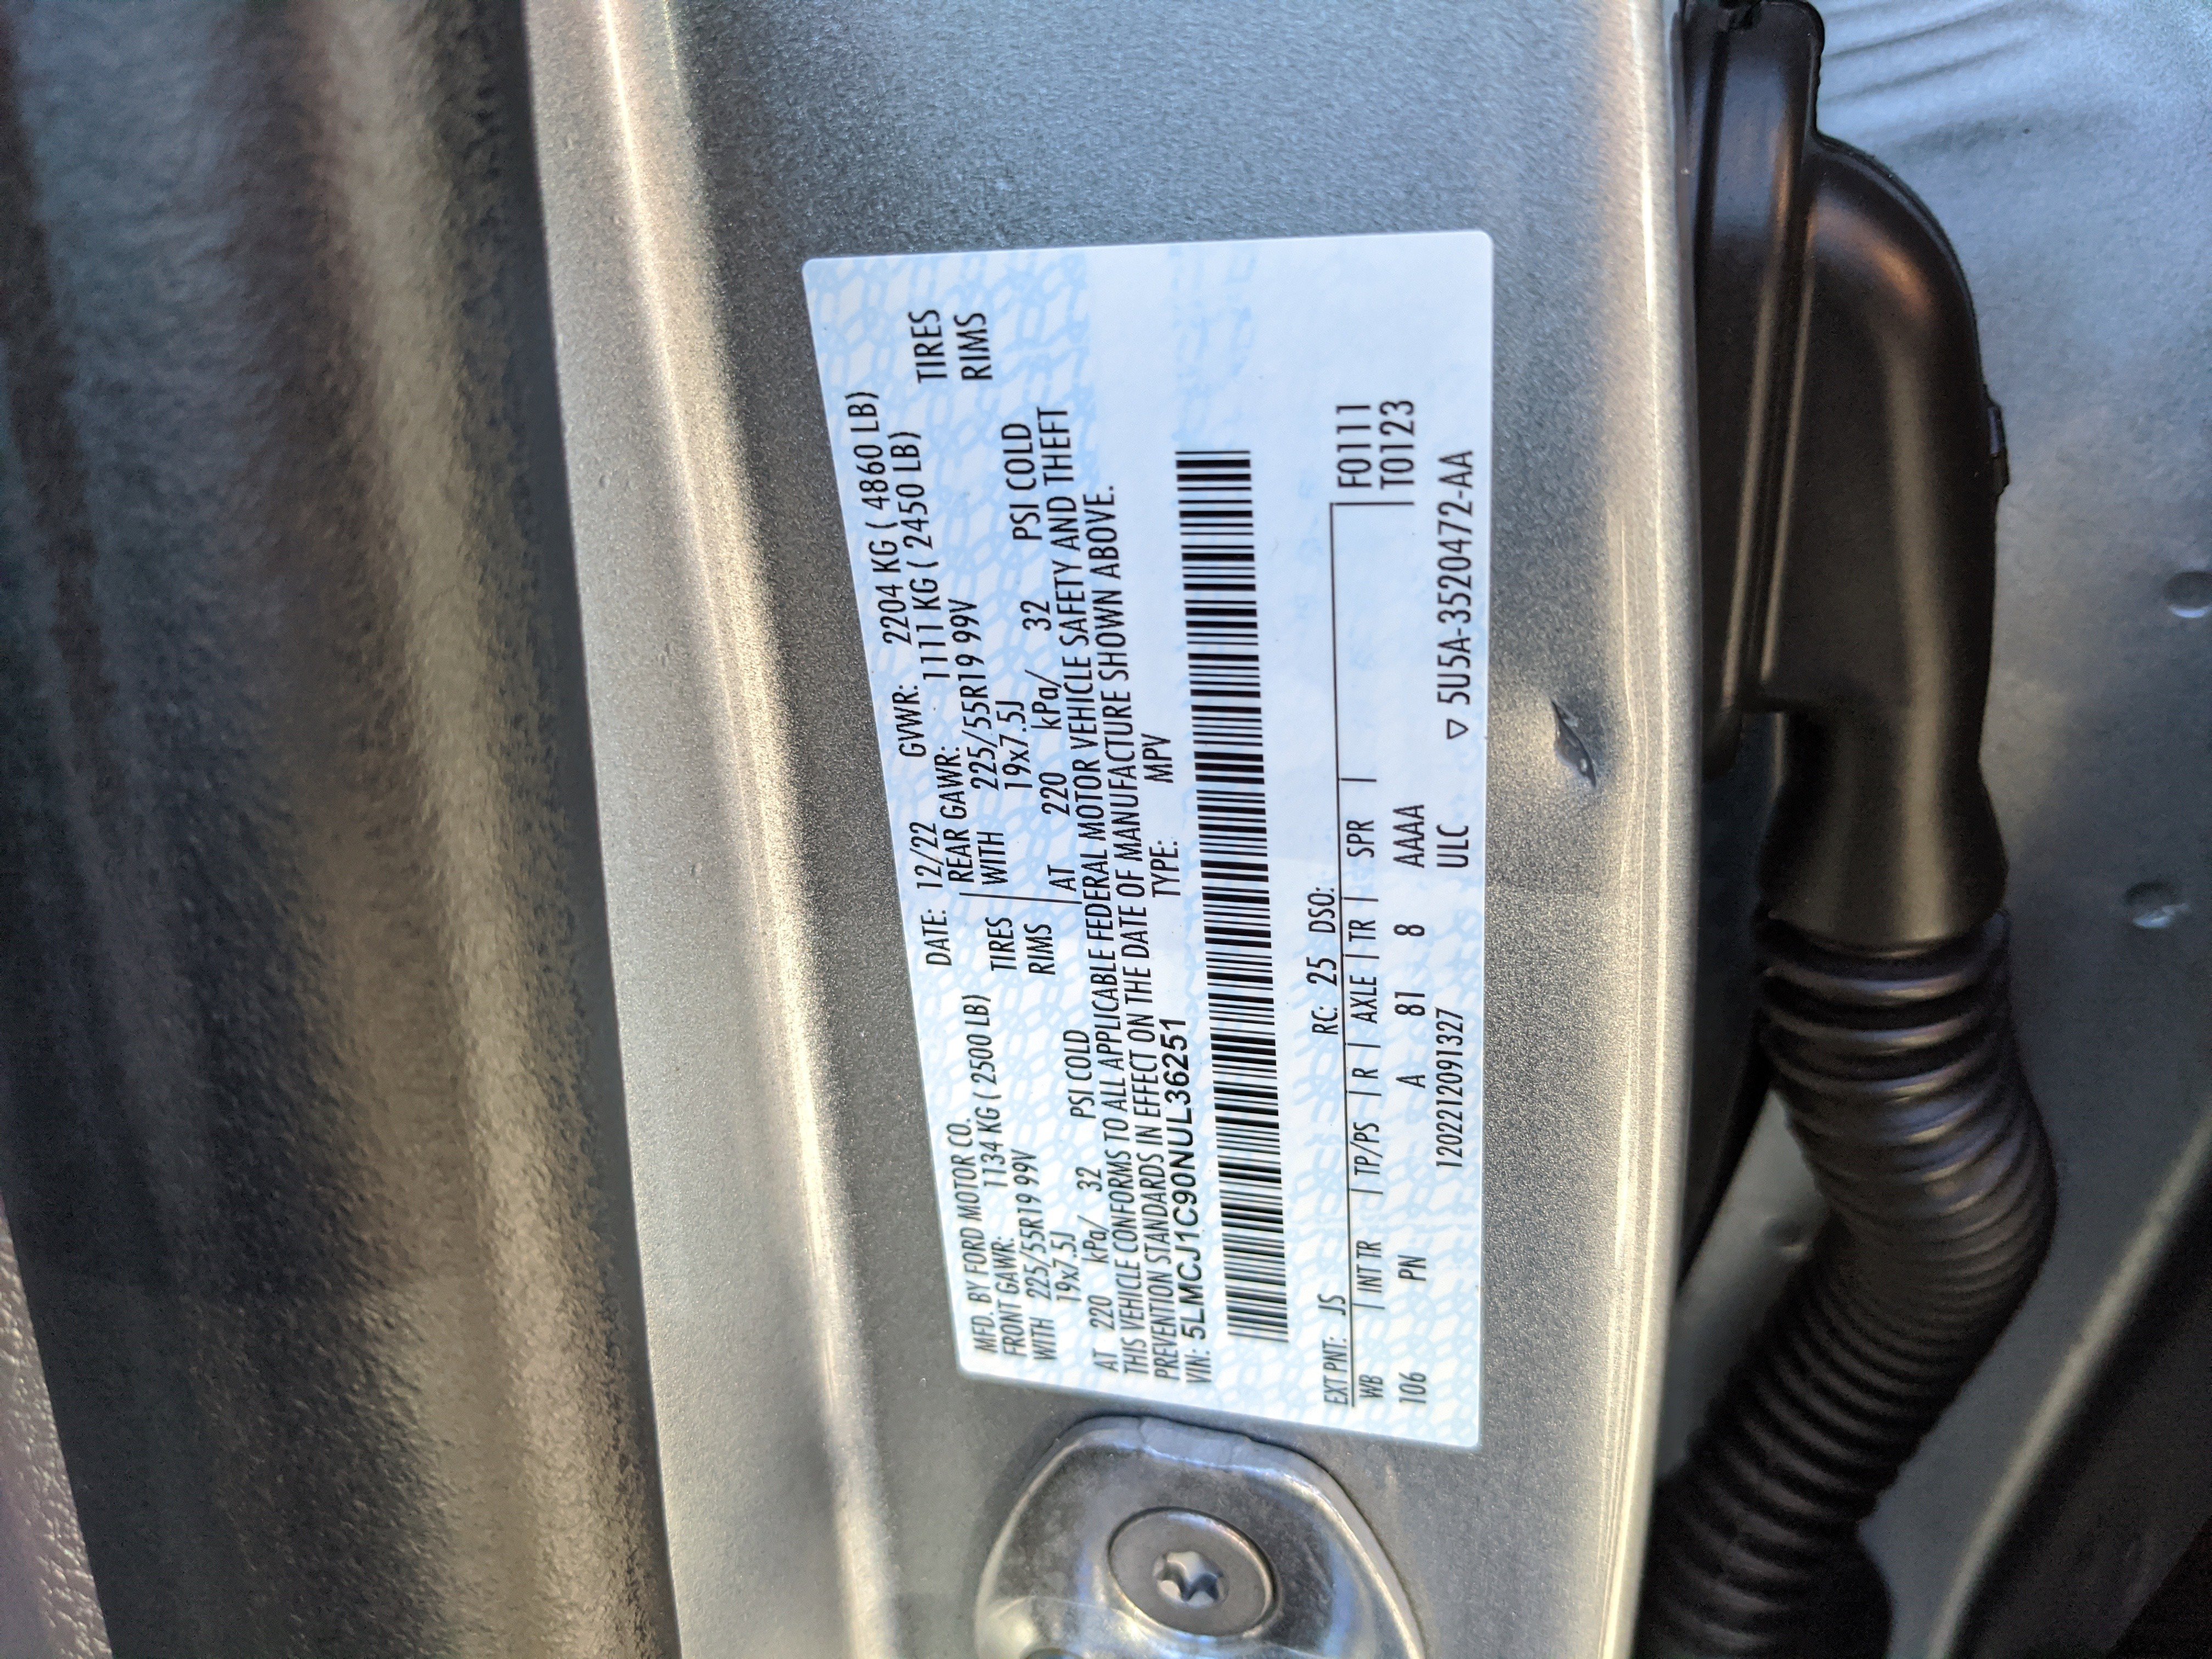 MFD. BY FORD MOTOR CO. DATE: 12/22 GVWR: 2204 KG ( 4860 LB)
FRONT GAWR: 1134 KG ( 2500 LB) REAR GAWR: 1111 KG ( 2450 LB)
WITH 225/55R19 99V TIRES WITH 225/55R19 99V TIRES
19x7.5J RIMS 19x7.5J RIMS
AT 220 kPa/ 32 PSI COLD AT 220 kPa/ 32 PSI COLD
THIS VEHICLE CONFORMS TO ALL APPLICABLE FEDERAL MOTOR VEHICLE SAFETY AND THEFT
PREVENTION STANDARDS IN EFFECT ON THE DATE OF MANUFACTURE SHOWN ABOVE.
VIN: 5LMCJ1C90NUL36251 TYPE: MPV
EXT PNT: JS RC: 25 DSO:
WB | INT TR | TP/PS | R | AXLE | TR | SPR | F0111
106 PN A 81 8 AAAA T0123
1202212091327 ULC ▽ 5U5A-3520472-AA